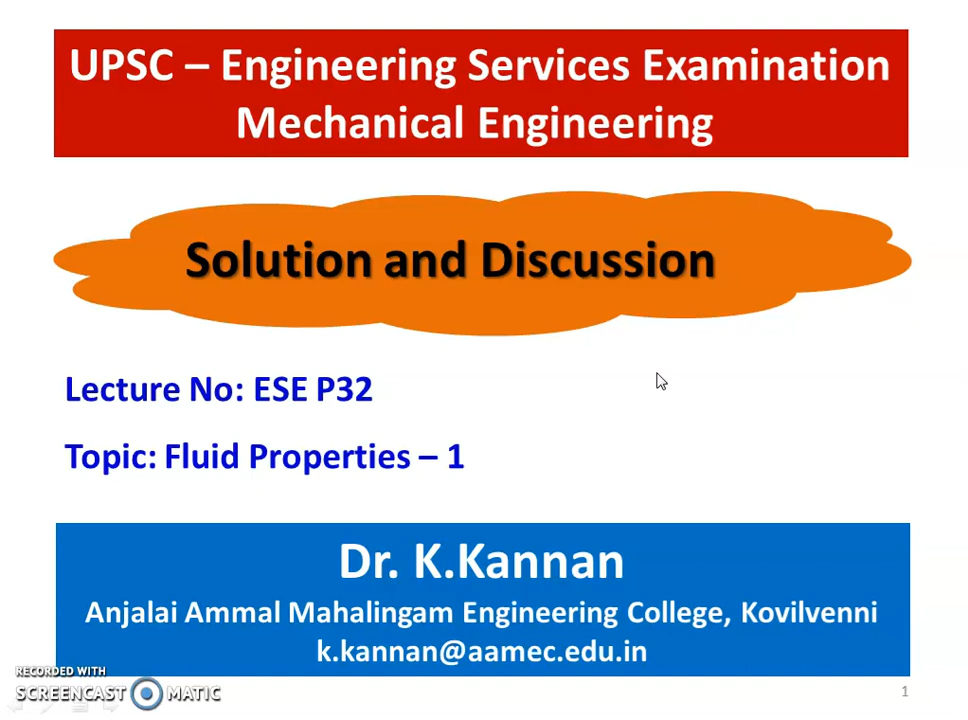 UPSC – Engineering Services Examination
Mechanical Engineering
Solution and Discussion
Lecture No: ESE P32
Topic: Fluid Properties – 1
Dr. K.Kannan
Anjalai Ammal Mahalingam Engineering College, Kovilvenni
k.kannan@aamec.edu.in
RECORDED WITH
SCREENCAST MATIC
1